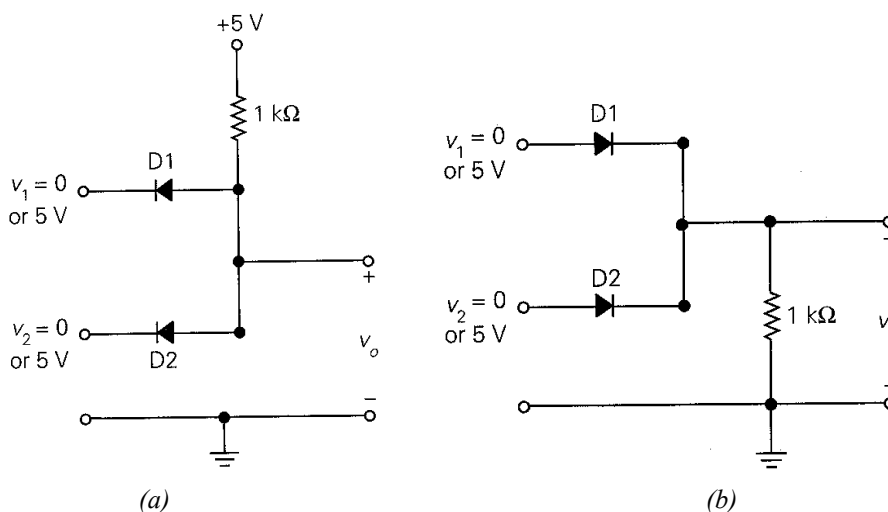 +5 V
1 kΩ
D1
v₁ = 0
or 5 V
+
v₂ = 0
or 5 V
D2
vₒ
−
(a)
D1
v₁ = 0
or 5 V
D2
v₂ = 0
or 5 V
1 kΩ
v
(b)